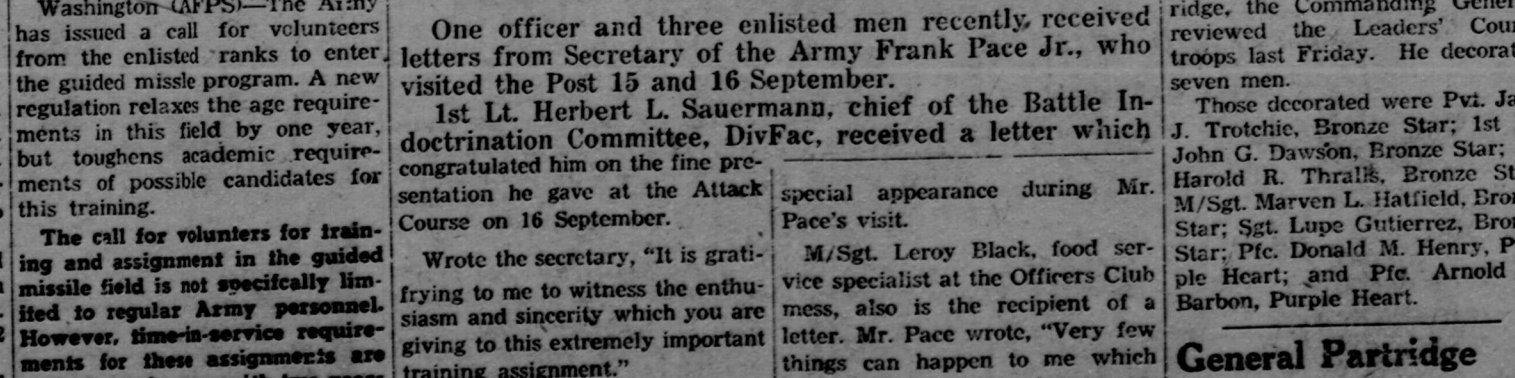 Washington (AFPS)—The Army
has issued a call for vclunteers
from the enlisted ranks to enter
the guided missle program. A new
regulation relaxes the age require-
ments in this field by one year,
but toughens academic require-
ments of possible candidates for
this training.
The call for volunters for train-
ing and assignment in the guided
missile field is not specifcally lim-
ited to regular Army personnel.
However, time-in-service require-
ments for these assignments are
One officer and three enlisted men recently received
letters from Secretary of the Army Frank Pace Jr., who
visited the Post 15 and 16 September.
1st Lt. Herbert L. Sauermann, chief of the Battle In-
doctrination Committee, DivFac, received a letter which
congratulated him on the fine pre-
sentation he gave at the Attack
Course on 16 September.
Wrote the secretary, "It is grati-
frying to me to witness the enthu-
siasm and sincerity which you are
giving to this extremely important
training assignment."
special appearance during Mr.
Pace's visit.
M/Sgt. Leroy Black, food ser-
vice specialist at the Officers Club
mess, also is the recipient of a
letter. Mr. Pace wrote, "Very few
things can happen to me which
ridge, the Commanding Gener
reviewed the Leaders' Cour
troops last Friday. He decorat
seven men.
Those decorated were Pvt. Ja
J. Trotchie, Bronze Star; 1st
John G. Dawson, Bronze Star;
Harold R. Thralls, Bronze St
M/Sgt. Marven L. Hatfield, Bron
Star; Sgt. Lupe Gutierrez, Bron
Star; Pfc. Donald M. Henry, P
ple Heart; and Pfc. Arnold
Barbon, Purple Heart.
General Partridge